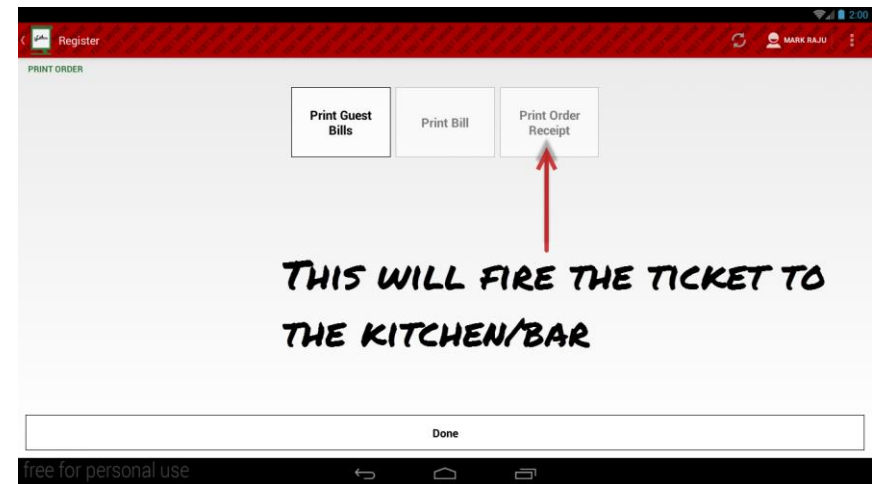 2:00
Register
MARK RAJU
PRINT ORDER
Print Guest
Bills
Print Bill
Print Order
Receipt
THIS WILL FIRE THE TICKET TO
THE KITCHEN/BAR
Done
free for personal use